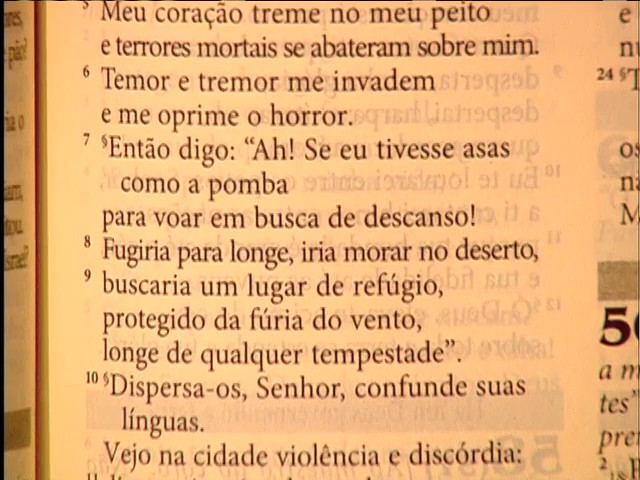 5 Meu coração treme no meu peito
e terrores mortais se abateram sobre mim.
6 Temor e tremor me invadem
e me oprime o horror.
7 §Então digo: “Ah! Se eu tivesse asas
como a pomba
para voar em busca de descanso!
8 Fugiria para longe, iria morar no deserto,
9 buscaria um lugar de refúgio,
protegido da fúria do vento,
longe de qualquer tempestade”.
10 §Dispersa-os, Senhor, confunde suas
línguas.
Vejo na cidade violência e discórdia:
24 §
a m
tes”